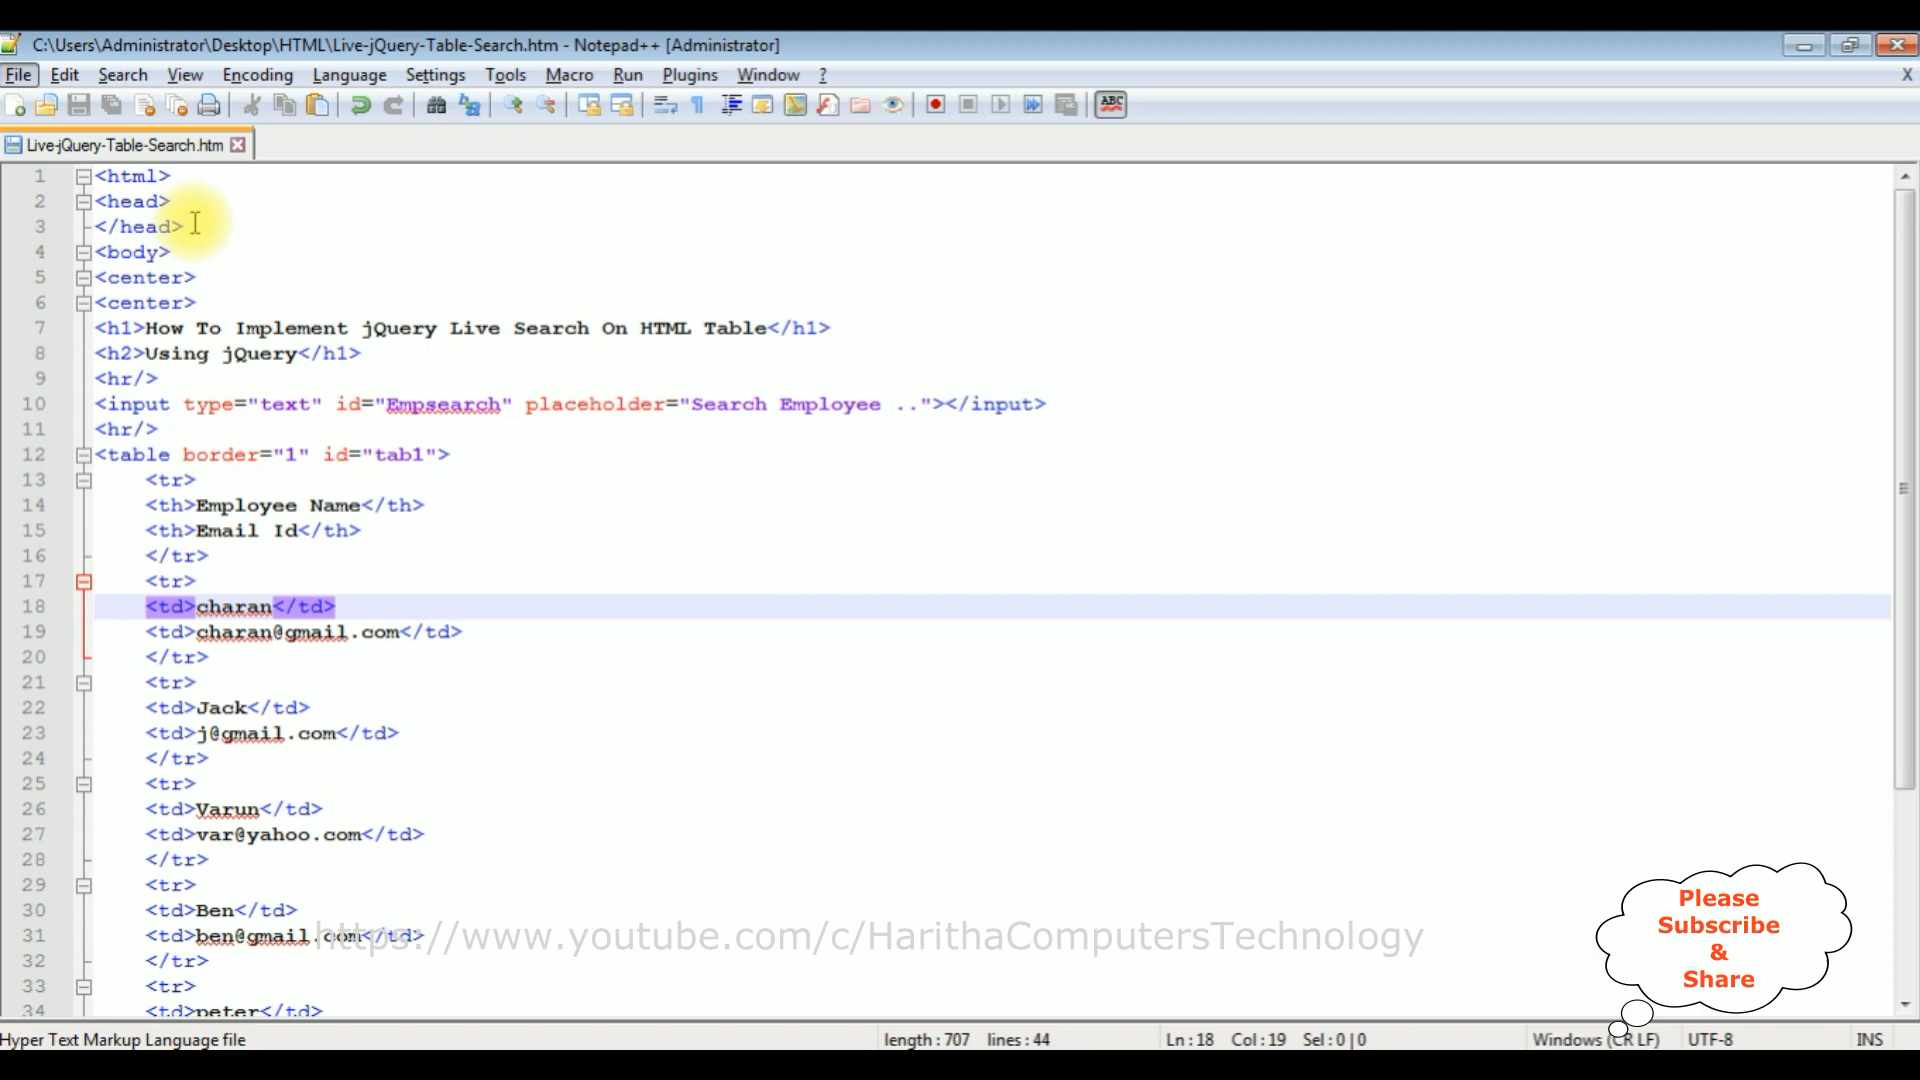 C:\Users\Administrator\Desktop\HTML\Live-jQuery-Table-Search.htm - Notepad++ [Administrator]
File Edit Search View Encoding Language Settings Tools Macro Run Plugins Window ? X
ABC
Live-jQuery-Table-Search.htm
1 <html>
2 <head>
3 </head>
4 <body>
5 <center>
6 <center>
7 <h1>How To Implement jQuery Live Search On HTML Table</h1>
8 <h2>Using jQuery</h1>
9 <hr/>
10 <input type="text" id="Empsearch" placeholder="Search Employee .."></input>
11 <hr/>
12 <table border="1" id="tab1">
13 <tr>
14 <th>Employee Name</th>
15 <th>Email Id</th>
16 </tr>
17 <tr>
18 <td>charan</td>
19 <td>charan@gmail.com</td>
20 </tr>
21 <tr>
22 <td>Jack</td>
23 <td>j@gmail.com</td>
24 </tr>
25 <tr>
26 <td>Varun</td>
27 <td>var@yahoo.com</td>
28 </tr>
29 <tr>
30 <td>Ben</td>
31 <td>ben@gmail.com</td>
32 </tr>
33 <tr>
34 <td>peter</td>
https://www.youtube.com/c/HarithaComputersTechnology
Please
Subscribe
&
Share
Hyper Text Markup Language file length : 707 lines : 44 Ln : 18 Col : 19 Sel : 0 | 0 Windows (CR LF) UTF-8 INS